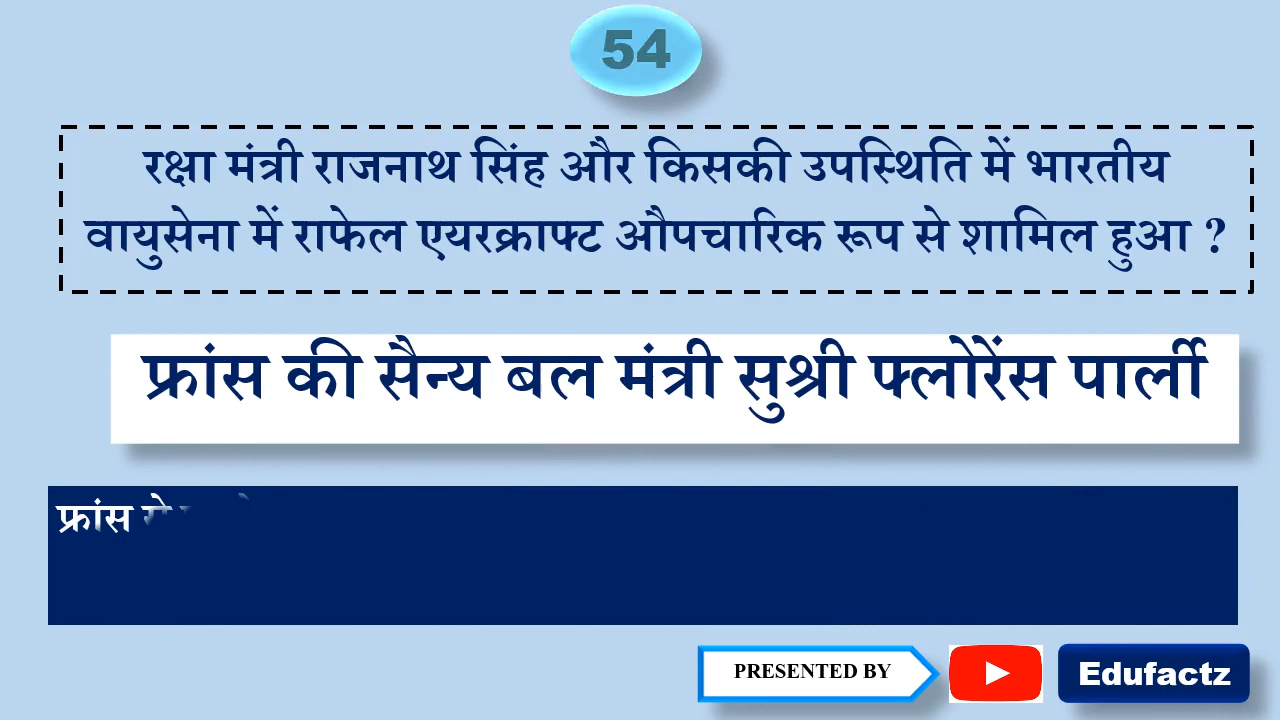 54
रक्षा मंत्री राजनाथ सिंह और किसकी उपस्थिति में भारतीय
वायुसेना में राफेल एयरक्राफ्ट औपचारिक रूप से शामिल हुआ ?
फ्रांस की सैन्य बल मंत्री सुश्री फ्लोरेंस पार्ली
फ्रांस
PRESENTED BY
Edufactz